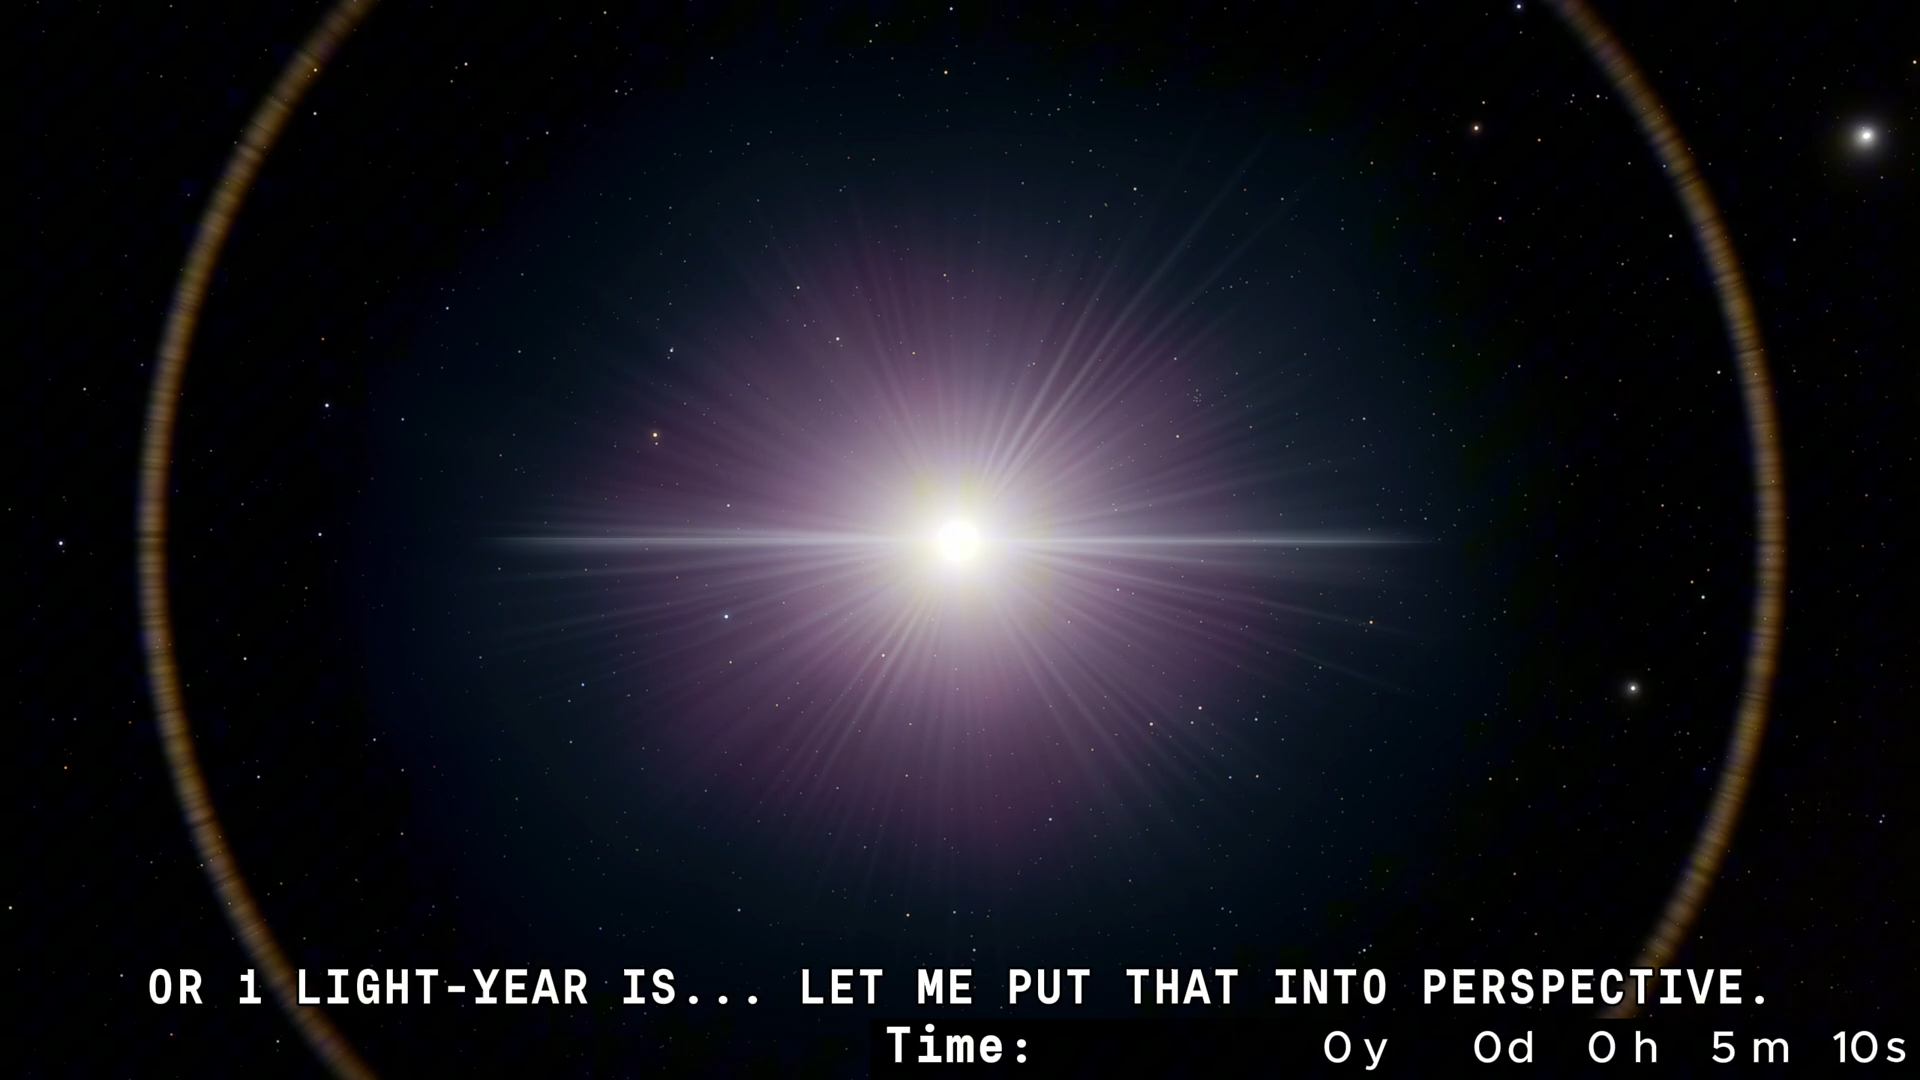 OR 1 LIGHT-YEAR IS... LET ME PUT THAT INTO PERSPECTIVE.
Time: 0y 0d 0h 5m 10s